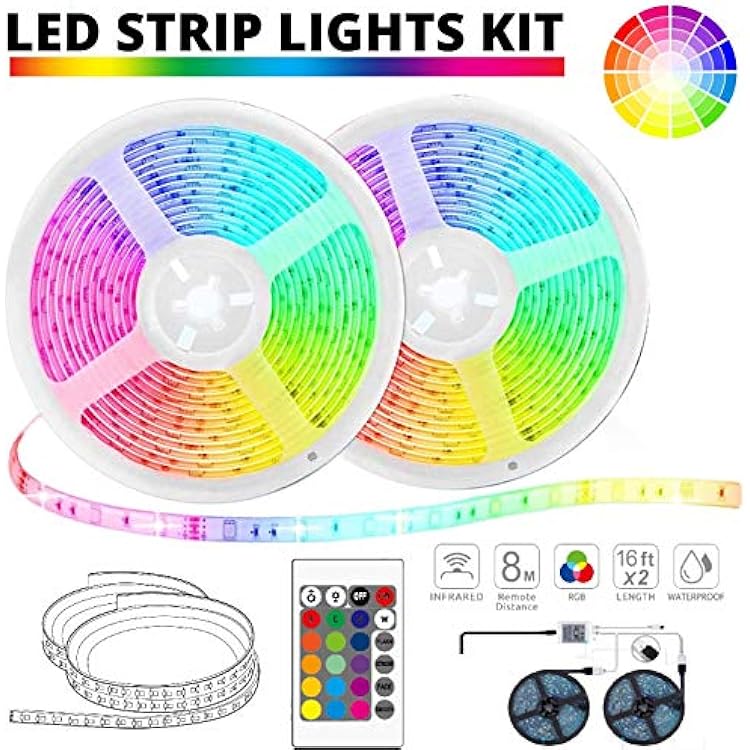 LED STRIP LIGHTS KIT
INFRARED
8M
Remote
Distance
RGB
16ft
x2
LENGTH
WATERPROOF
OFF
W
FLASH
STROBE
FADE
SMOOTH